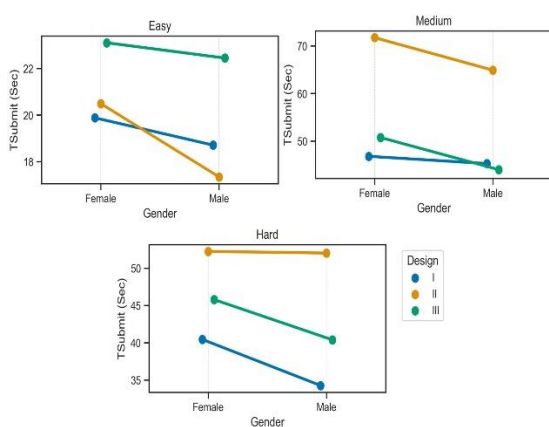 Easy
TSubmit (Sec)
22
20
18
Female
Male
Gender
Medium
TSubmit (Sec)
70
60
50
Female
Male
Gender
Hard
TSubmit (Sec)
50
45
40
35
Female
Male
Gender
Design
I
II
III